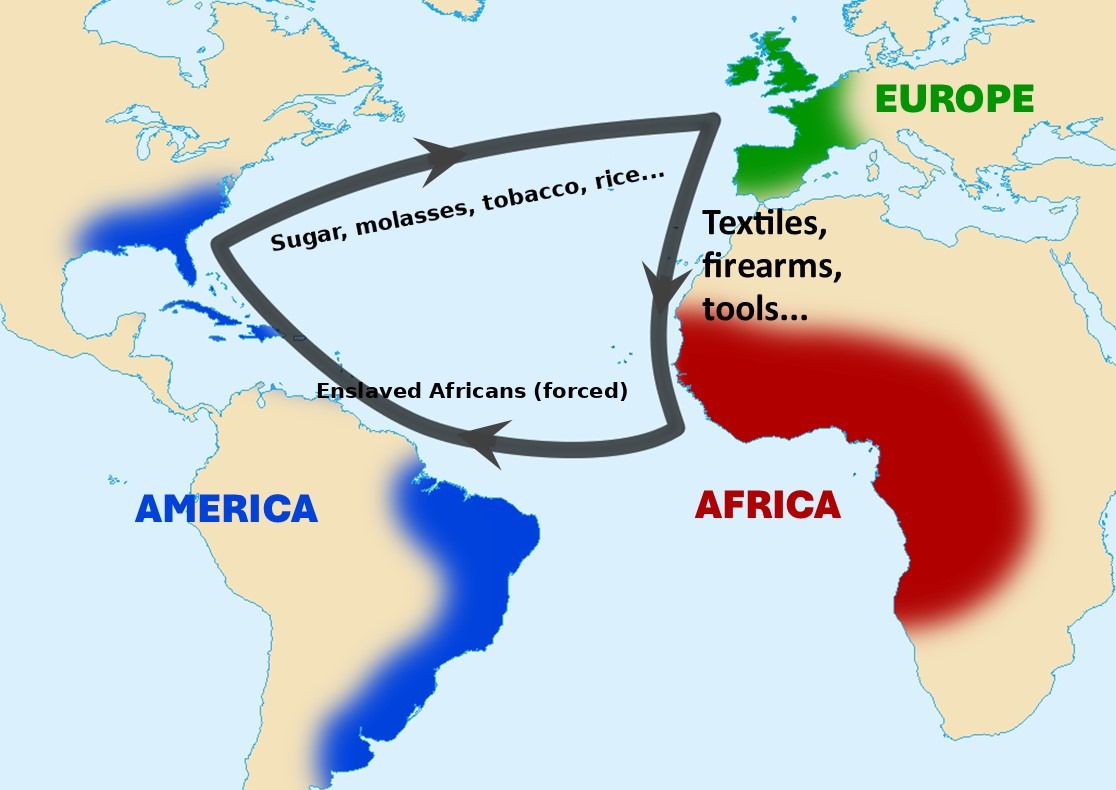 EUROPE
Sugar, molasses, tobacco, rice...
Textiles,
firearms,
tools...
Enslaved Africans (forced)
AMERICA
AFRICA